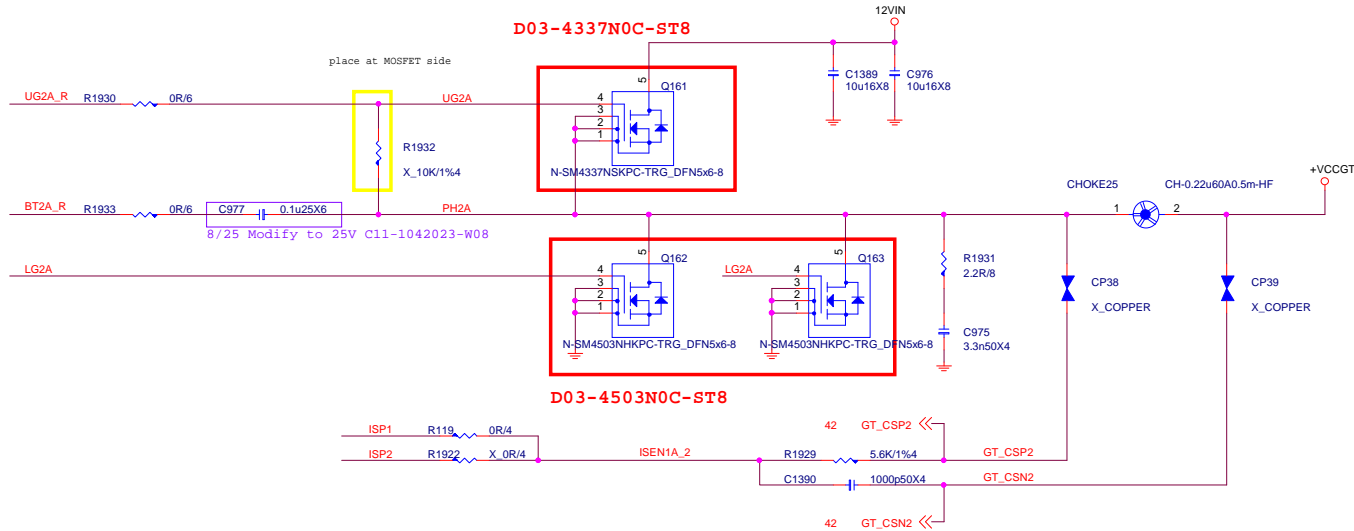 12VIN
D03-4337N0C-ST8
place at MOSFET side
C1389
10u16X8
C976
10u16X8
5
Q161
UG2A_R
R1930
0R/6
UG2A
4
3
2
1
R1932
X_10K/1%4
N-SM4337NSKPC-TRG_DFN5x6-8
CHOKE25
CH-0.22u60A0.5m-HF
+VCCGT
BT2A_R
R1933
0R/6
C977
0.1u25X6
PH2A
1
2
8/25 Modify to 25V C11-1042023-W08
5
Q162
5
Q163
LG2A
4
3
2
1
LG2A
4
3
2
1
R1931
2.2R/8
CP38
X_COPPER
CP39
X_COPPER
N-SM4503NHKPC-TRG_DFN5x6-8
N-SM4503NHKPC-TRG_DFN5x6-8
C975
3.3n50X4
D03-4503N0C-ST8
42
GT_CSP2
ISP1
R119
0R/4
ISP2
R1922
X_0R/4
ISEN1A_2
R1929
5.6K/1%4
GT_CSP2
C1390
1000p50X4
GT_CSN2
42
GT_CSN2